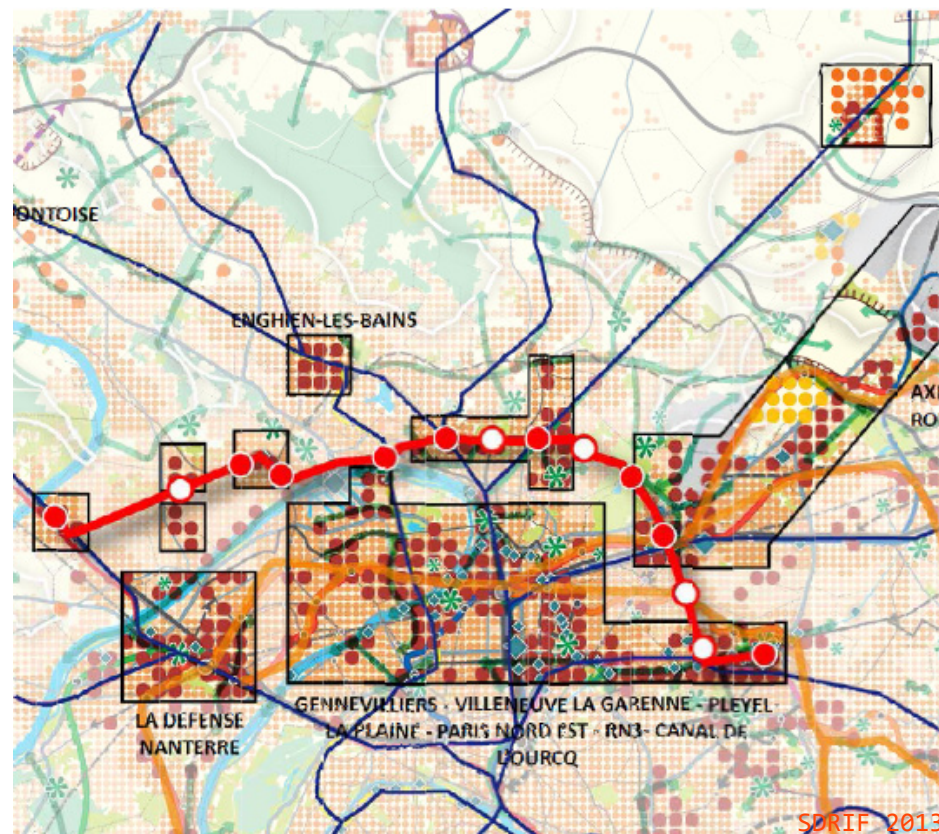 ONTOISE
ENGHIEN-LES-BAINS
AXE
RO
GENNEVILLIERS - VILLENEUVE LA GARENNE - PLEYEL-
LA PLAINE - PARIS NORD EST - RN3- CANAL DE
L'OURCQ
LA DEFENSE
NANTERRE
SDRIF 2013